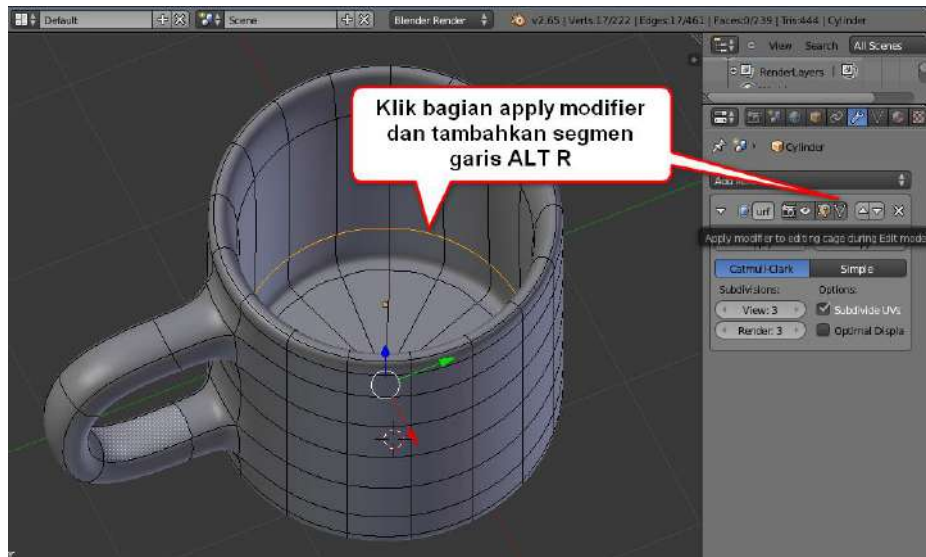 Default
Scene
Blender Render
v2.65 | Verts:17/222 | Edges:17/461 | Faces:0/239 | Tris:444 | Cylinder
View Search All Scenes
RenderLayers
Klik bagian apply modifier
dan tambahkan segmen
garis ALT R
Cylinder
urf
Apply modifier to editing cage during Edit mode
Catmull-Clark Simple
Subdivisions: Options:
View: 3 Subdivide UVs
Render: 3 Optimal Displa